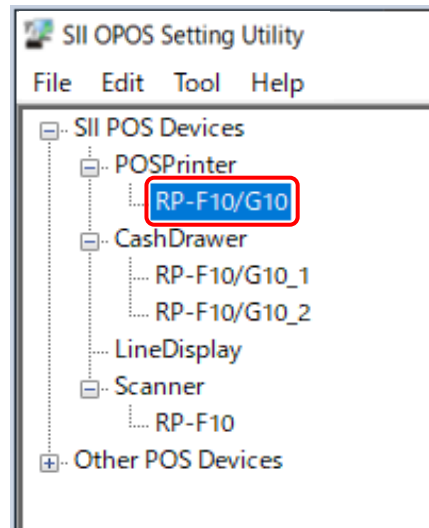 SII OPOS Setting Utility
File Edit Tool Help
SII POS Devices
POSPrinter
RP-F10/G10
CashDrawer
RP-F10/G10_1
RP-F10/G10_2
LineDisplay
Scanner
RP-F10
Other POS Devices